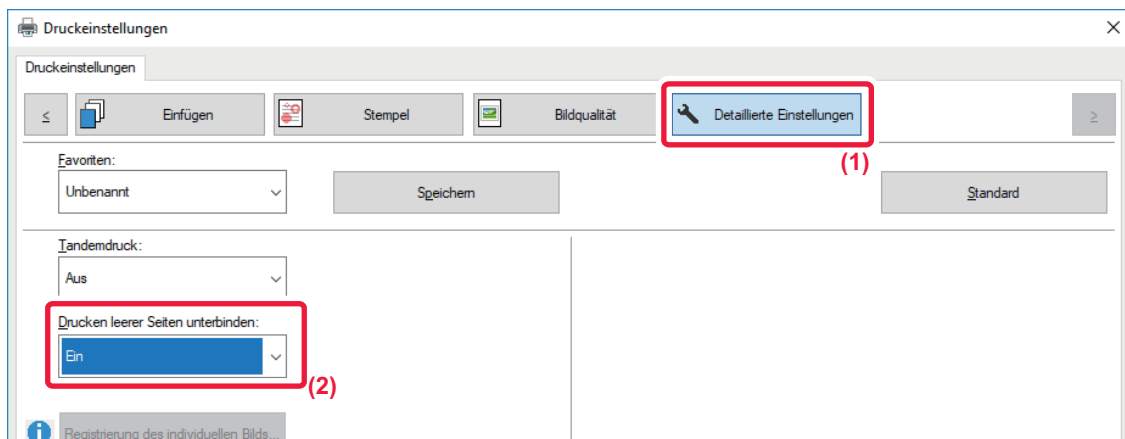 Druckeinstellungen
Druckeinstellungen
< Einfügen Stempel Bildqualität Detaillierte Einstellungen >
(1)
Favoriten:
Unbenannt Speichern Standard
Tandemdruck:
Aus
Drucken leerer Seiten unterbinden:
Ein
(2)
Registrierung des individuellen Bilds...